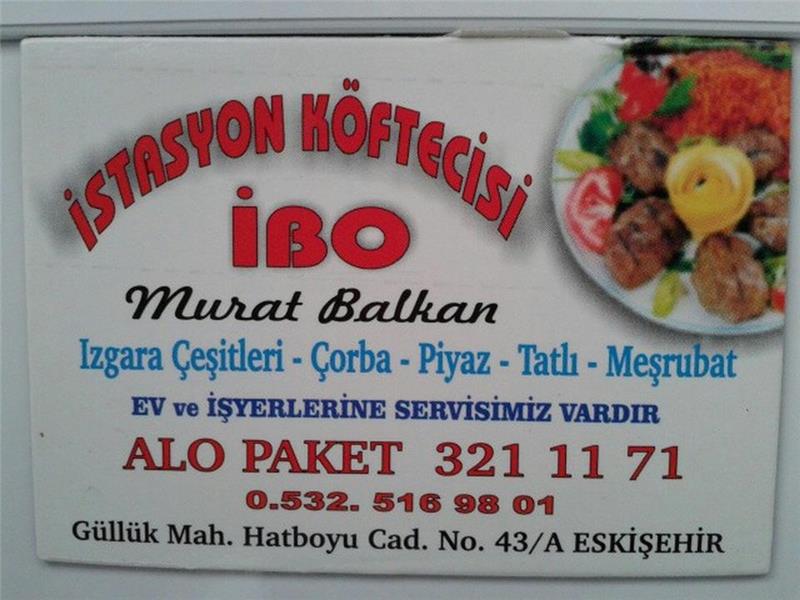 İSTASYON KÖFTECİSİ
İBO
Murat Balkan
Izgara Çeşitleri - Çorba - Piyaz - Tatlı - Meşrubat
EV ve İŞYERLERİNE SERVİSİMİZ VARDIR
ALO PAKET 321 11 71
0.532. 516 98 01
Güllük Mah. Hatboyu Cad. No. 43/A ESKİŞEHİR